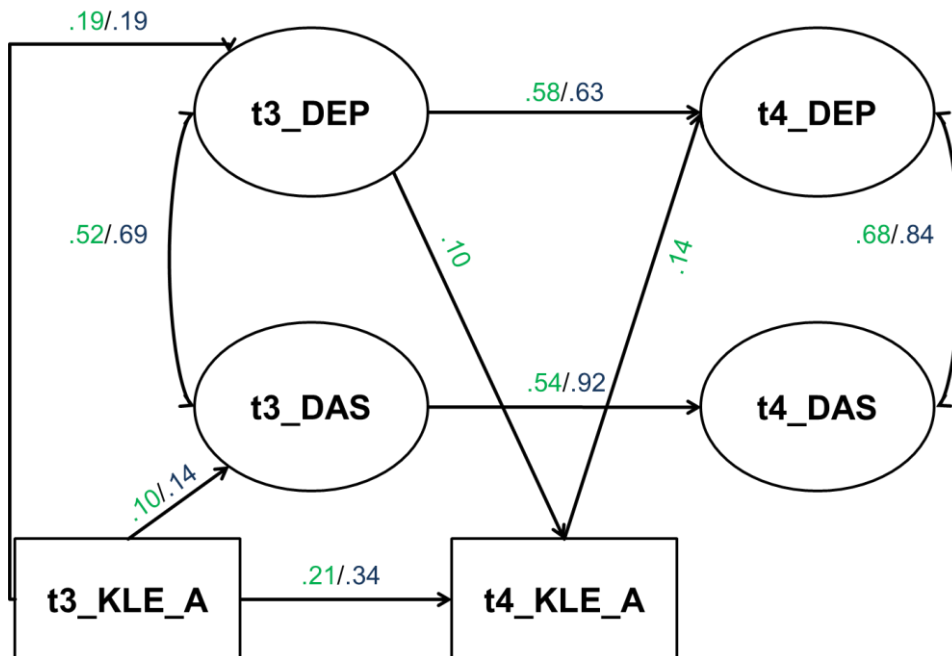 .19/.19
t3_DEP
.58/.63
t4_DEP
.52/.69
.10
.14
.68/.84
t3_DAS
.54/.92
t4_DAS
.10/.14
t3_KLE_A
.21/.34
t4_KLE_A